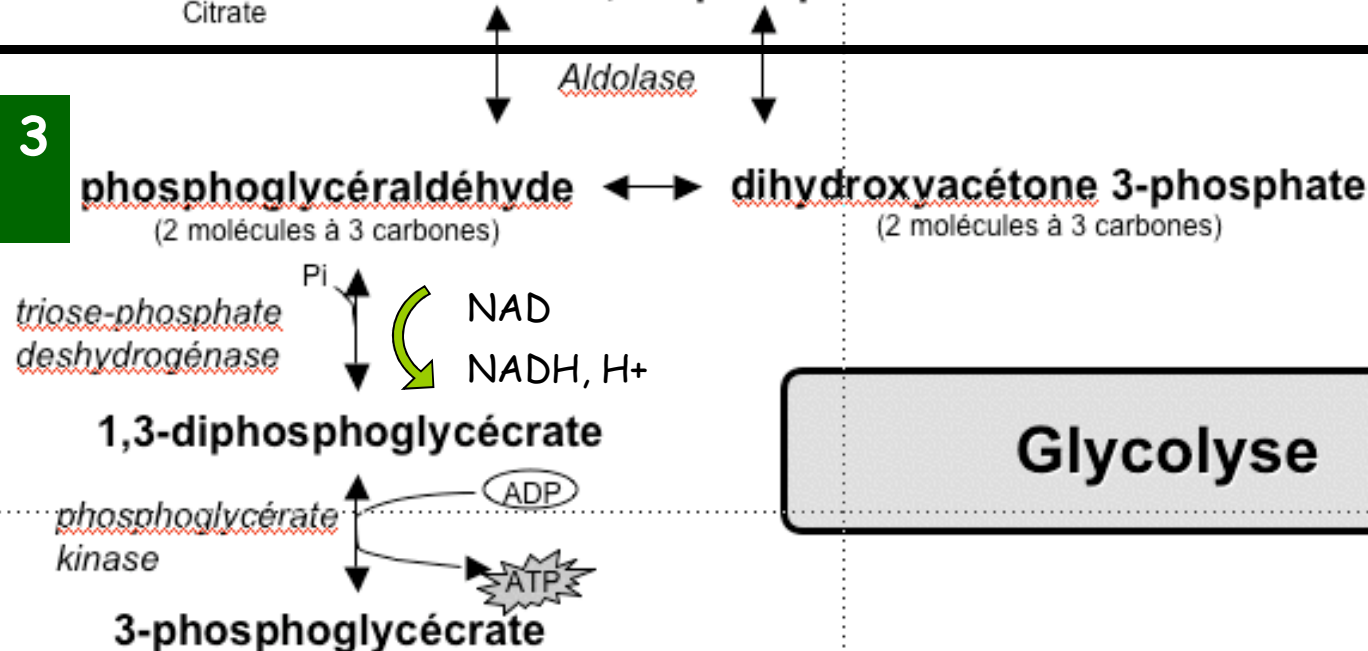 Citrate
Aldolase
3
phosphoglycéraldéhyde
dihydroxyacétone 3-phosphate
(2 molécules à 3 carbones)
(2 molécules à 3 carbones)
Pi
triose-phosphate
deshydrogénase
NAD
NADH, H+
1,3-diphosphoglycécrate
Glycolyse
ADP
phosphoglycérate
kinase
ATP
3-phosphoglycécrate